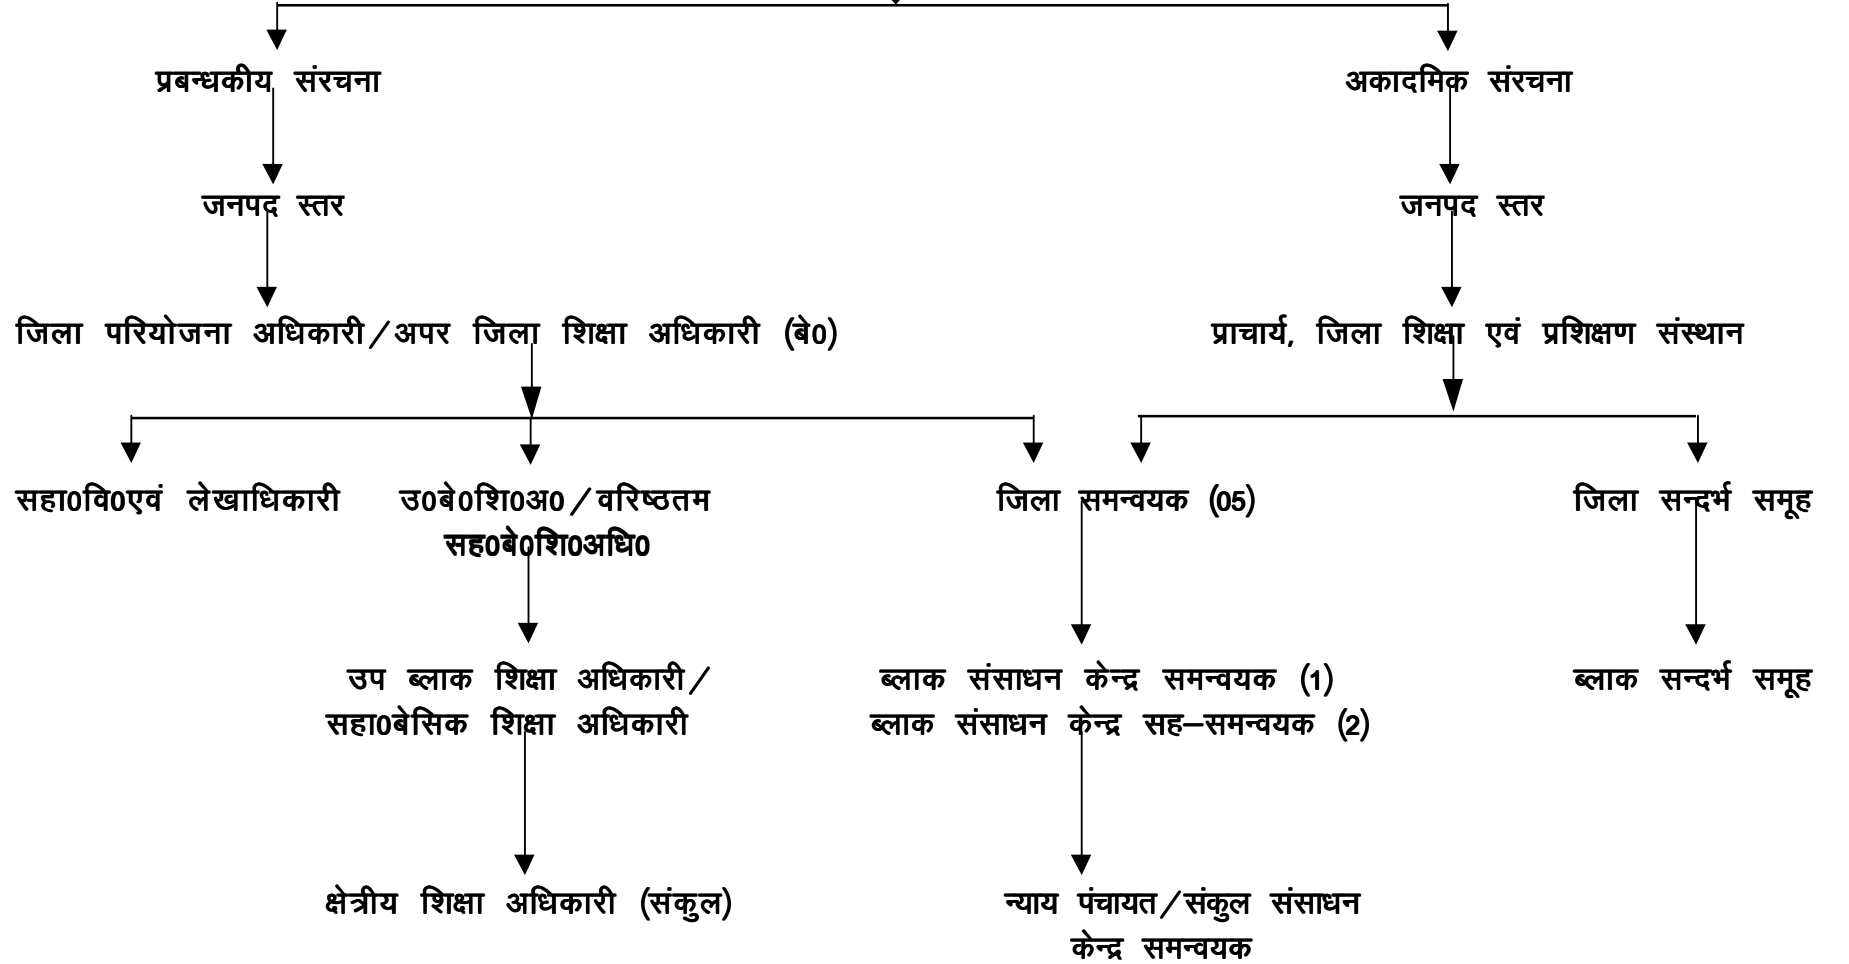 प्रबन्धकीय संरचना
अकादमिक संरचना
जनपद स्तर
जनपद स्तर
जिला परियोजना अधिकारी/अपर जिला शिक्षा अधिकारी (बे0)
प्राचार्य, जिला शिक्षा एवं प्रशिक्षण संस्थान
सहा0वि0एवं लेखाधिकारी
उ0बे0शि0अ0/वरिष्ठतम
सह0बे0शि0अधि0
जिला समन्वयक (05)
जिला सन्दर्भ समूह
उप ब्लाक शिक्षा अधिकारी/
सहा0बेसिक शिक्षा अधिकारी
ब्लाक संसाधन केन्द्र समन्वयक (1)
ब्लाक संसाधन केन्द्र सह–समन्वयक (2)
ब्लाक सन्दर्भ समूह
क्षेत्रीय शिक्षा अधिकारी (संकुल)
न्याय पंचायत/संकुल संसाधन
केन्द्र समन्वयक